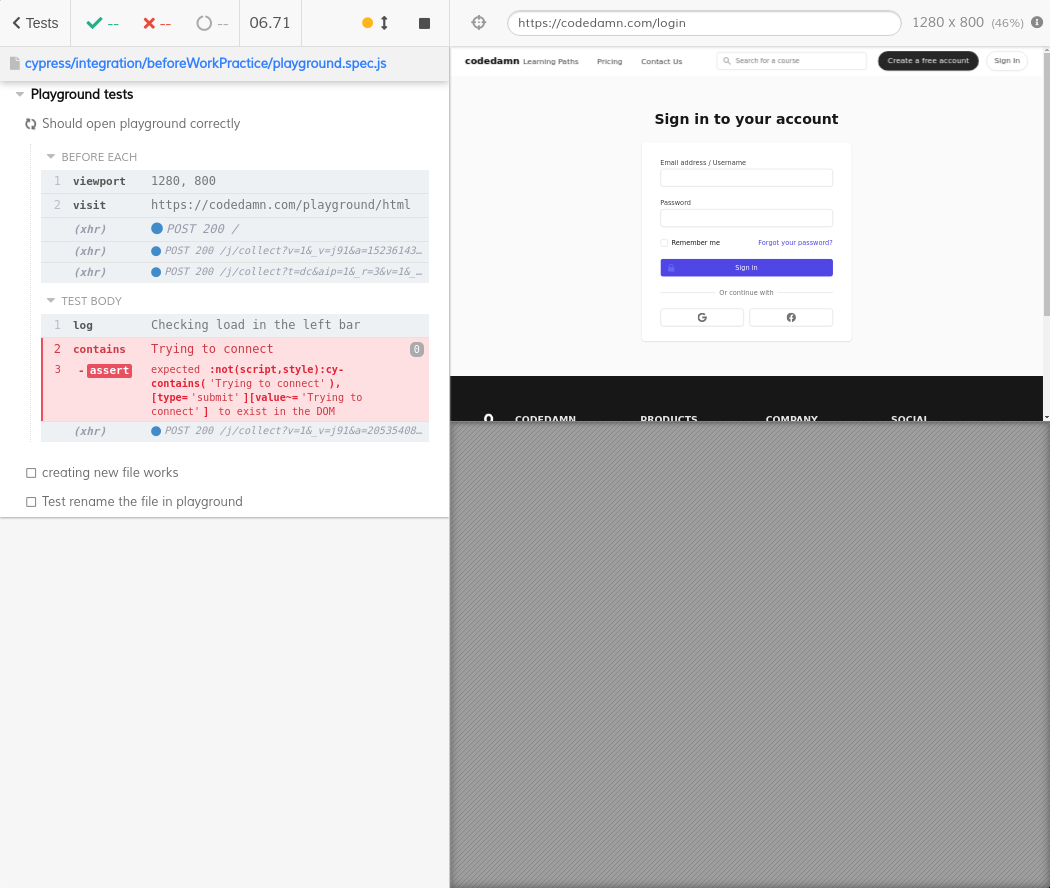 Tests
--
--
--
06.71
https://codedamn.com/login
1280 x 800 (46%)
cypress/integration/beforeWorkPractice/playground.spec.js
Playground tests
Should open playground correctly
BEFORE EACH
1 viewport 1280, 800
2 visit https://codedamn.com/playground/html
(xhr) POST 200 /
(xhr) POST 200 /j/collect?v=1&_v=j91&a=15236143…
(xhr) POST 200 /j/collect?t=dc&aip=1&_r=3&v=1&_…
TEST BODY
1 log Checking load in the left bar
2 contains Trying to connect 0
3 -assert expected :not(script,style):cy-
contains('Trying to connect'),
[type='submit'][value~='Trying to
connect'] to exist in the DOM
(xhr) POST 200 /j/collect?v=1&_v=j91&a=20535408…
creating new file works
Test rename the file in playground
codedamn Learning Paths Pricing Contact Us Search for a course Create a free account Sign In
Sign in to your account
Email address / Username
Password
Remember me Forgot your password?
Sign in
Or continue with
G
CODEDAMN PRODUCTS COMPANY SOCIAL